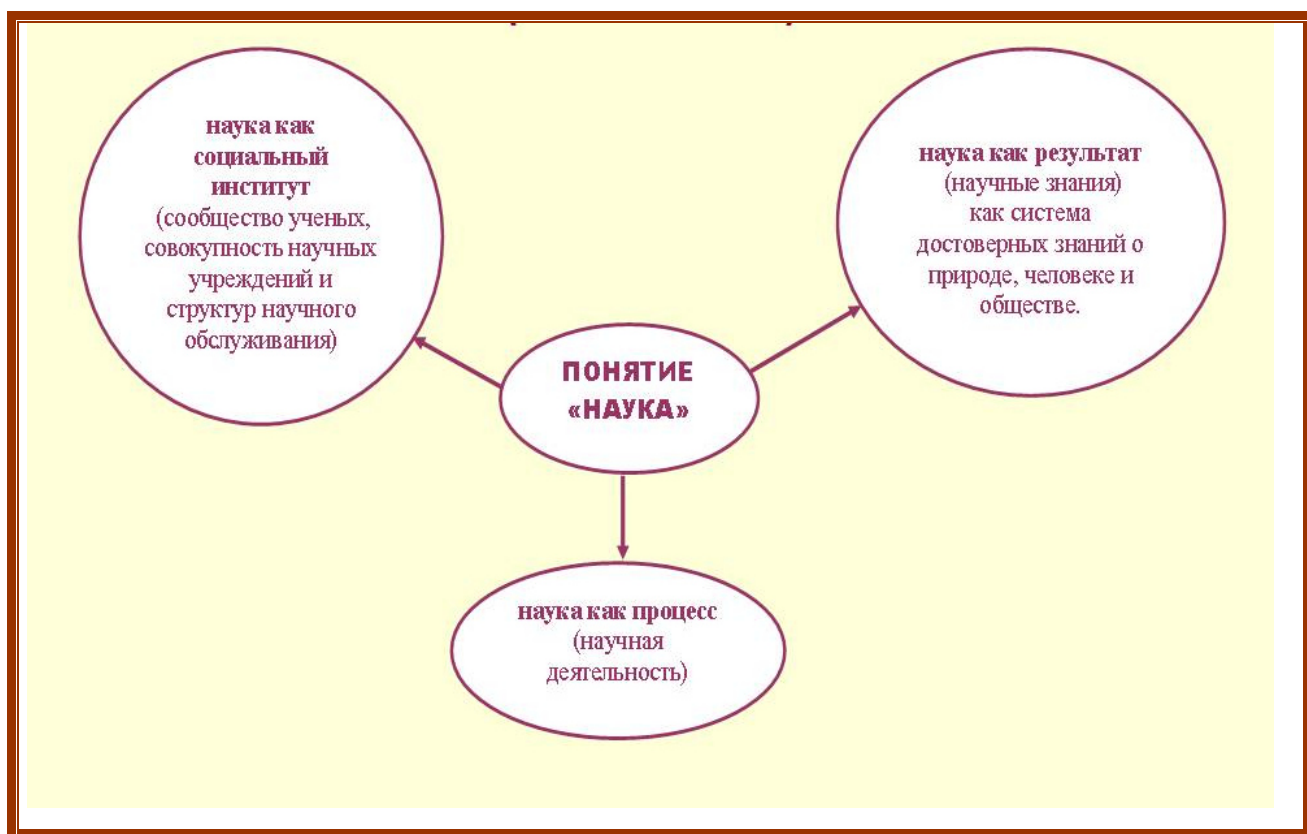 наука как
социальный
институт
(сообщество ученых,
совокупность научных
учреждений и
структур научного
обслуживания)
наука как результат
(научные знания)
как система
достоверных знаний о
природе, человеке и
обществе.
ПОНЯТИЕ
«НАУКА»
наука как процесс
(научная
деятельность)